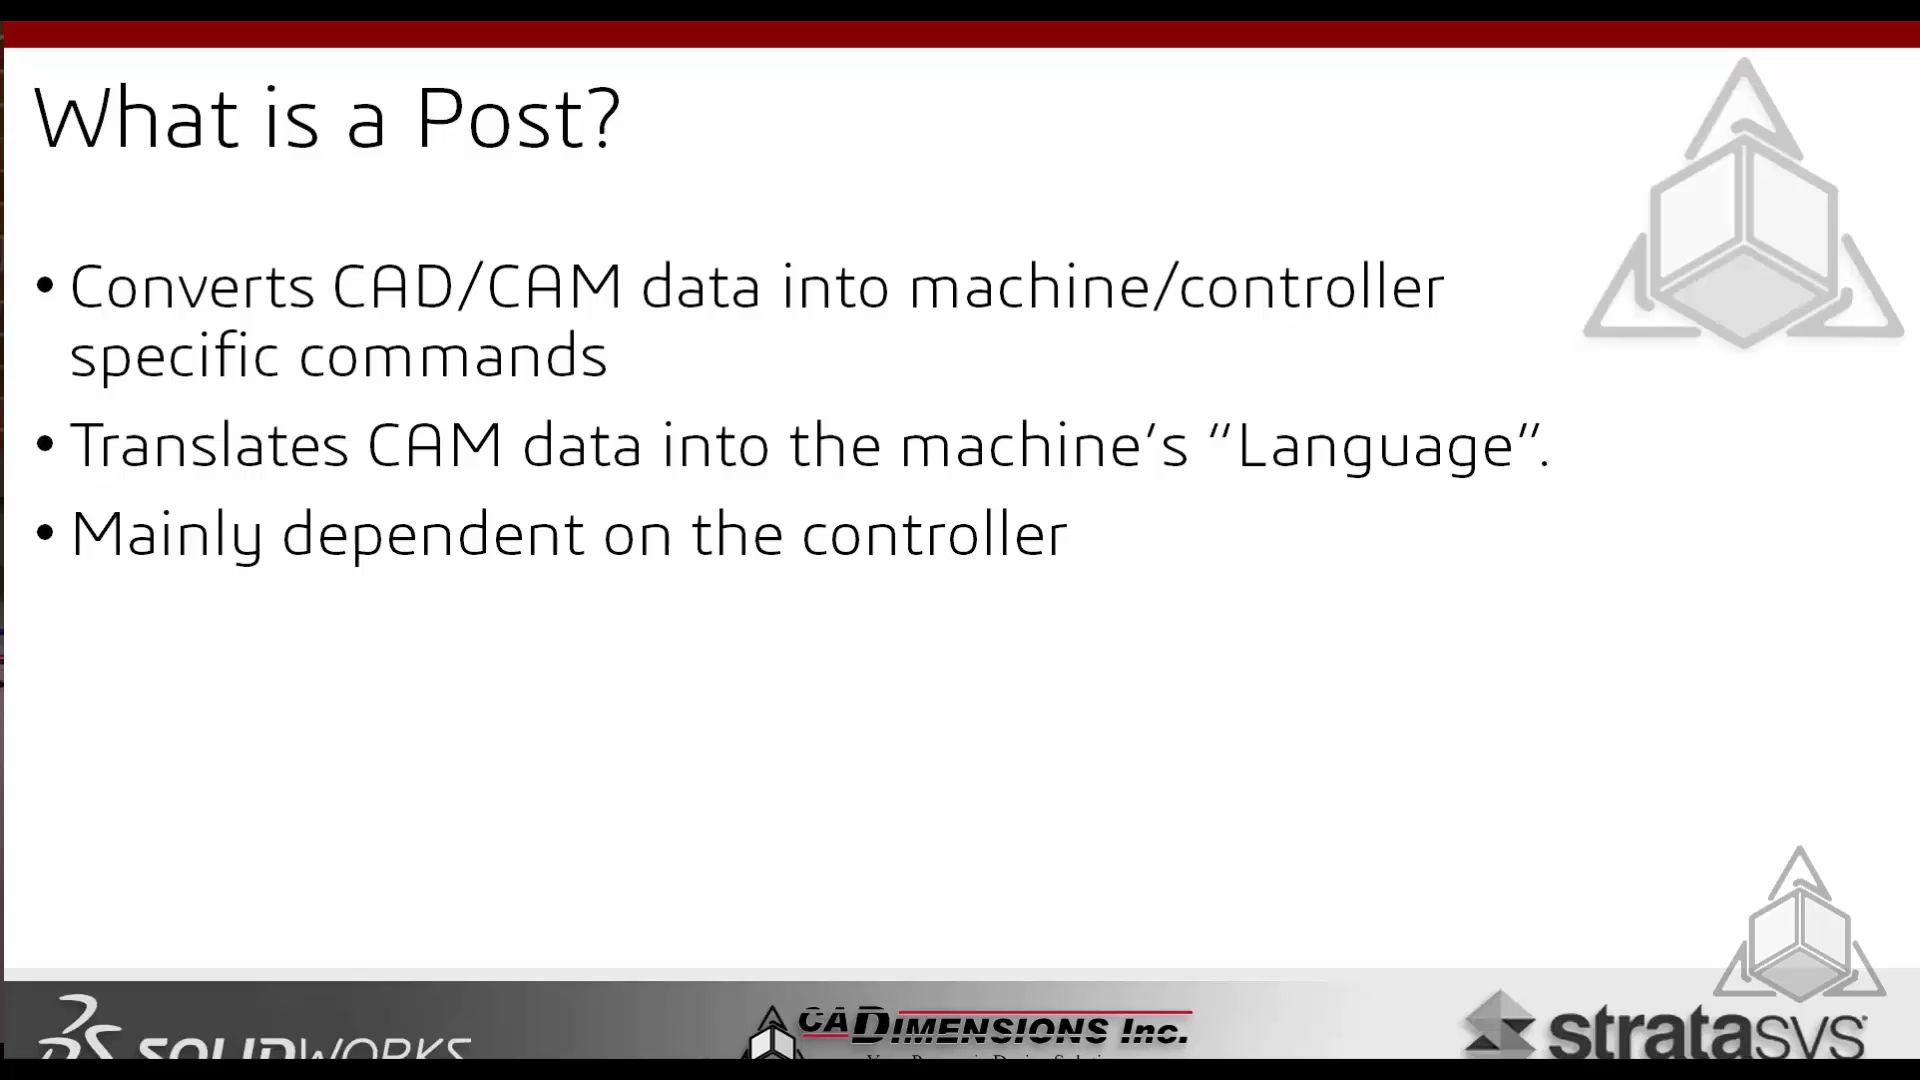 What is a Post?
• Converts CAD/CAM data into machine/controller
specific commands
• Translates CAM data into the machine’s “Language”.
• Mainly dependent on the controller
SOLIDWORKS
CADIMENSIONS Inc.
stratasys